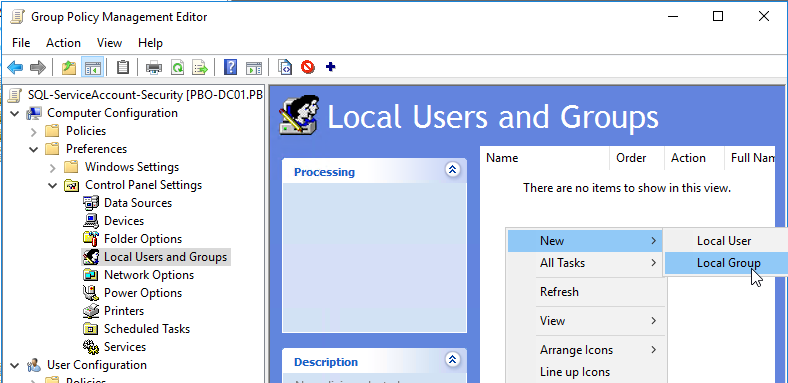 Group Policy Management Editor
File Action View Help
SQL-ServiceAccount-Security [PBO-DC01.PB
Computer Configuration
Policies
Preferences
Windows Settings
Control Panel Settings
Data Sources
Devices
Folder Options
Local Users and Groups
Network Options
Power Options
Printers
Scheduled Tasks
Services
User Configuration
Policies
Local Users and Groups
Processing
Description
Name Order Action Full Nam
There are no items to show in this view.
New
All Tasks
Refresh
View
Arrange Icons
Line up Icons
Local User
Local Group